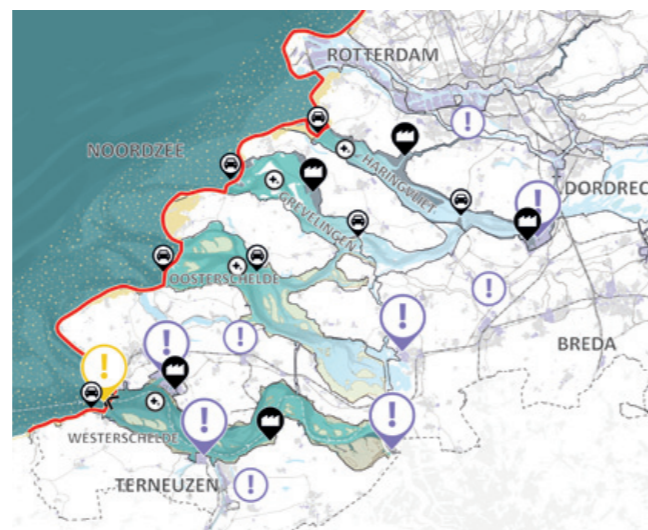 ROTTERDAM
NOORDZEE
HARINGVLIET
DORDREC
GREVELINGEN
OOSTERSCHELDE
BREDA
WESTERSCHELDE
TERNEUZEN